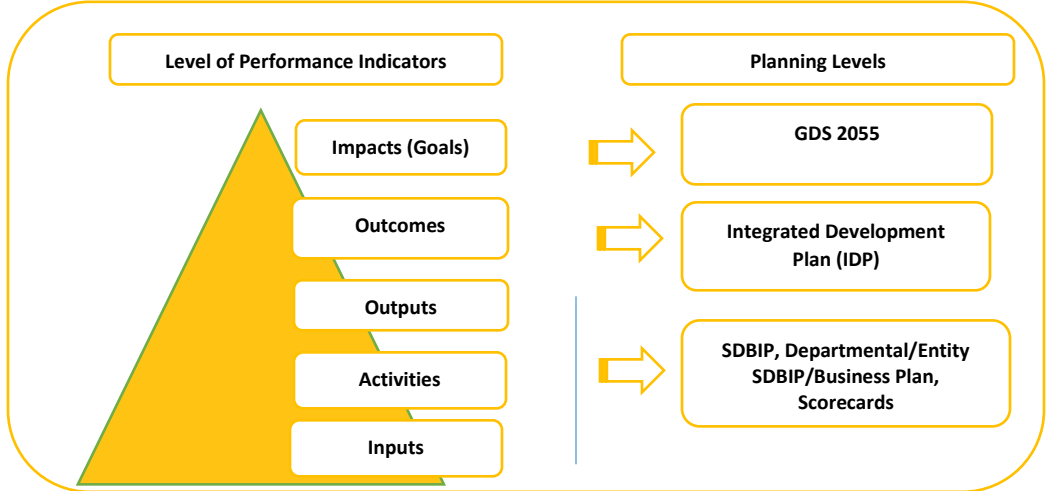 Level of Performance Indicators
Planning Levels
Impacts (Goals)
GDS 2055
Outcomes
Integrated Development
Plan (IDP)
Outputs
SDBIP, Departmental/Entity
SDBIP/Business Plan,
Scorecards
Activities
Inputs